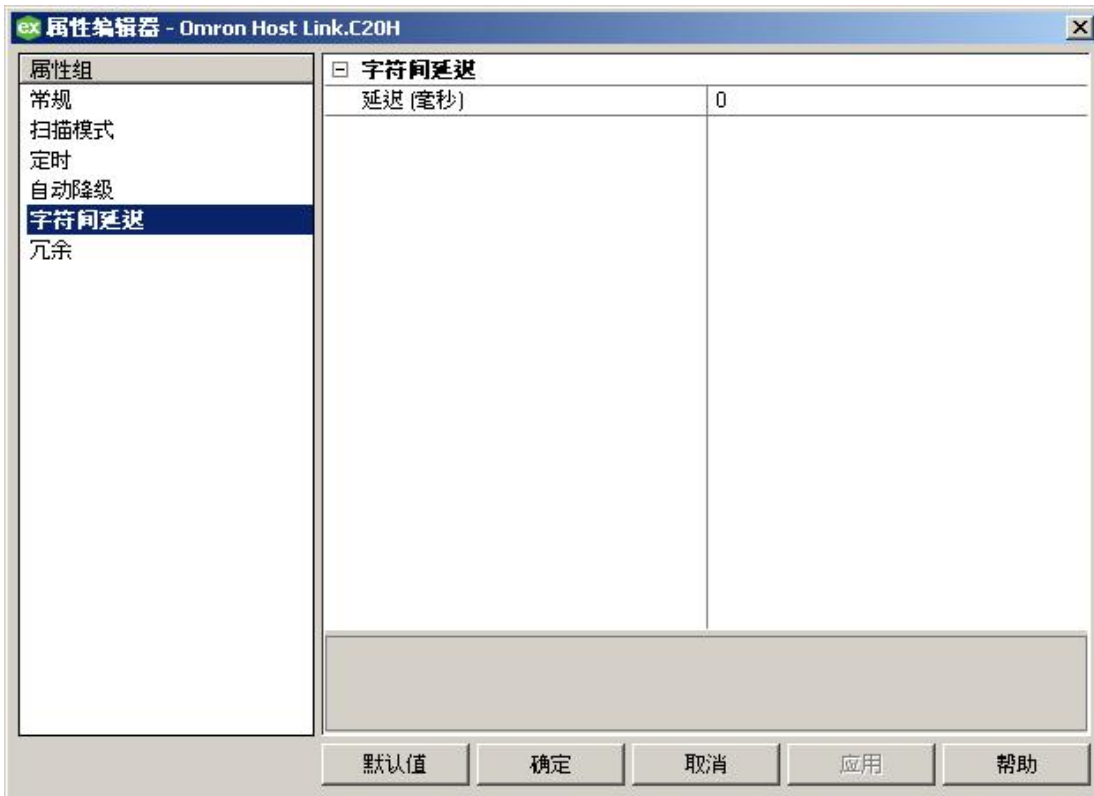 ex 属性编辑器 - Omron Host Link.C20H
属性组
常规
扫描模式
定时
自动降级
字符间延迟
冗余
字符间延迟
延迟 (毫秒) 0
默认值 确定 取消 应用 帮助